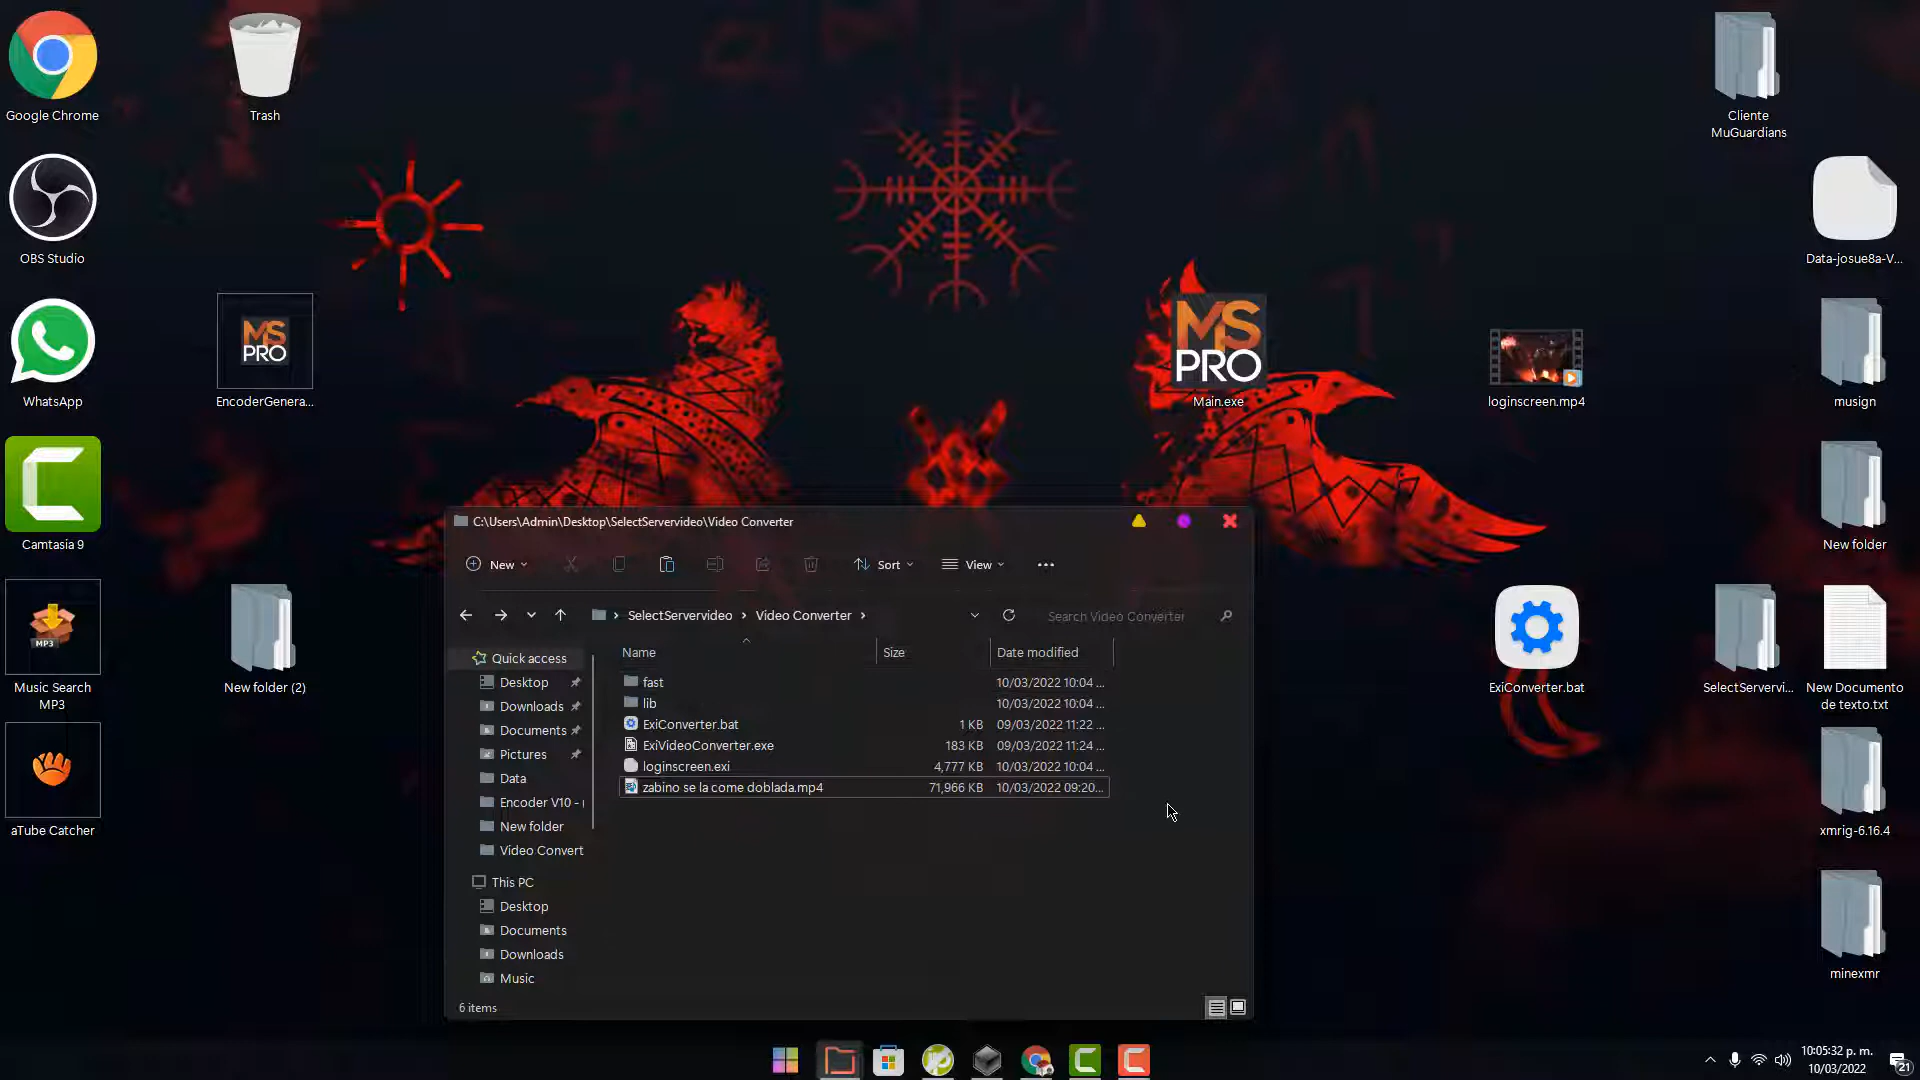 Google Chrome
Trash
Cliente
MuGuardians
OBS Studio
Data-josue8a-V...
MS
PRO
MS
PRO
WhatsApp
EncoderGenera...
Main.exe
loginscreen.mp4
musign
Camtasia 9
New folder
C:\Users\Admin\Desktop\SelectServervideo\Video Converter
New
Sort
View
SelectServervideo
Video Converter
Search Video Converter
Name
Size
Date modified
Quick access
Desktop
Downloads
Documents
Pictures
Data
Encoder V10 -
New folder
Video Convert
This PC
Desktop
Documents
Downloads
Music
fast 10/03/2022 10:04 ...
lib 10/03/2022 10:04 ...
ExiConverter.bat 1 KB 09/03/2022 11:22 ...
ExiVideoConverter.exe 183 KB 09/03/2022 11:24 ...
loginscreen.exi 4,777 KB 10/03/2022 10:04 ...
zabino se la come doblada.mp4 71,966 KB 10/03/2022 09:20...
6 items
MP3
Music Search
MP3
New folder (2)
ExiConverter.bat
SelectServervi...
New Documento
de texto.txt
aTube Catcher
xmrig-6.16.4
minexmr
10:05:32 p. m.
10/03/2022
21